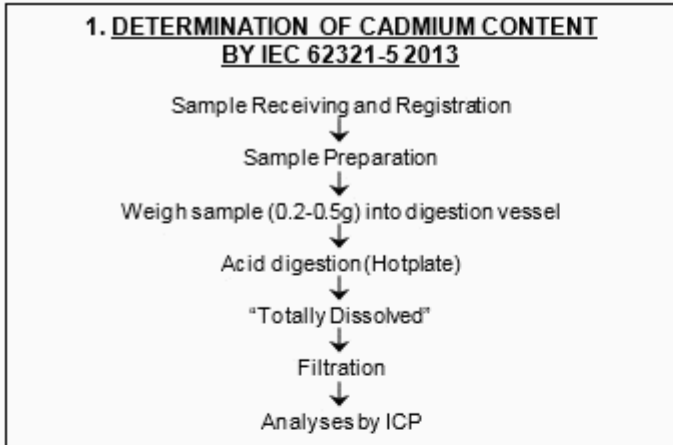 1. DETERMINATION OF CADMIUM CONTENT
BY IEC 62321-5 2013
Sample Receiving and Registration
Sample Preparation
Weigh sample (0.2-0.5g) into digestion vessel
Acid digestion (Hotplate)
“Totally Dissolved”
Filtration
Analyses by ICP